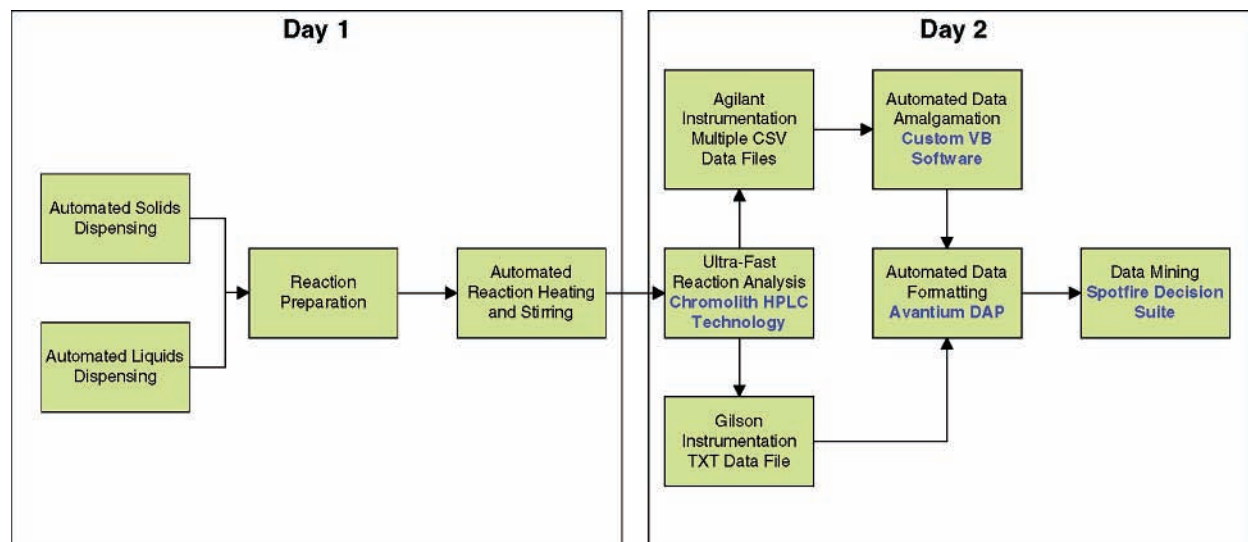 Day 1
Automated Solids
Dispensing
Automated Liquids
Dispensing
Reaction
Preparation
Automated
Reaction Heating
and Stirring
Day 2
Agilant
Instrumentation
Multiple CSV
Data Files
Automated Data
Amalgamation
Custom VB
Software
Ultra-Fast
Reaction Analysis
Chromolith HPLC
Technology
Automated Data
Formatting
Avantium DAP
Data Mining
Spotfire Decision
Suite
Gilson
Instrumentation
TXT Data File